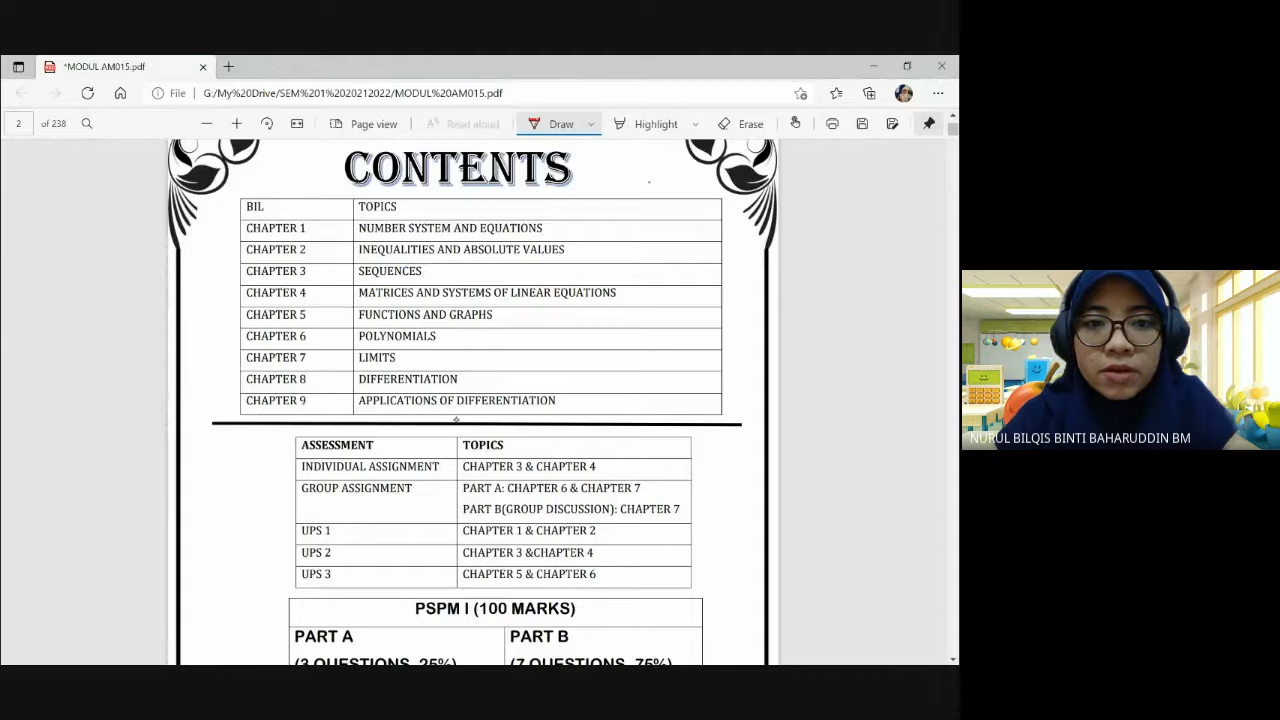 *MODUL AM015.pdf
File G:/My%20Drive/SEM%201%2020212022/MODUL%20AM015.pdf
2 of 238 Page view Read aloud Draw Highlight Erase
CONTENTS
BIL TOPICS
CHAPTER 1 NUMBER SYSTEM AND EQUATIONS
CHAPTER 2 INEQUALITIES AND ABSOLUTE VALUES
CHAPTER 3 SEQUENCES
CHAPTER 4 MATRICES AND SYSTEMS OF LINEAR EQUATIONS
CHAPTER 5 FUNCTIONS AND GRAPHS
CHAPTER 6 POLYNOMIALS
CHAPTER 7 LIMITS
CHAPTER 8 DIFFERENTIATION
CHAPTER 9 APPLICATIONS OF DIFFERENTIATION
ASSESSMENT TOPICS
INDIVIDUAL ASSIGNMENT CHAPTER 3 & CHAPTER 4
GROUP ASSIGNMENT PART A: CHAPTER 6 & CHAPTER 7
PART B(GROUP DISCUSSION): CHAPTER 7
UPS 1 CHAPTER 1 & CHAPTER 2
UPS 2 CHAPTER 3 &CHAPTER 4
UPS 3 CHAPTER 5 & CHAPTER 6
PSPM I (100 MARKS)
PART A PART B
(3 QUESTIONS, 25%) (7 QUESTIONS, 75%)
NURUL BILQIS BINTI BAHARUDDIN BM